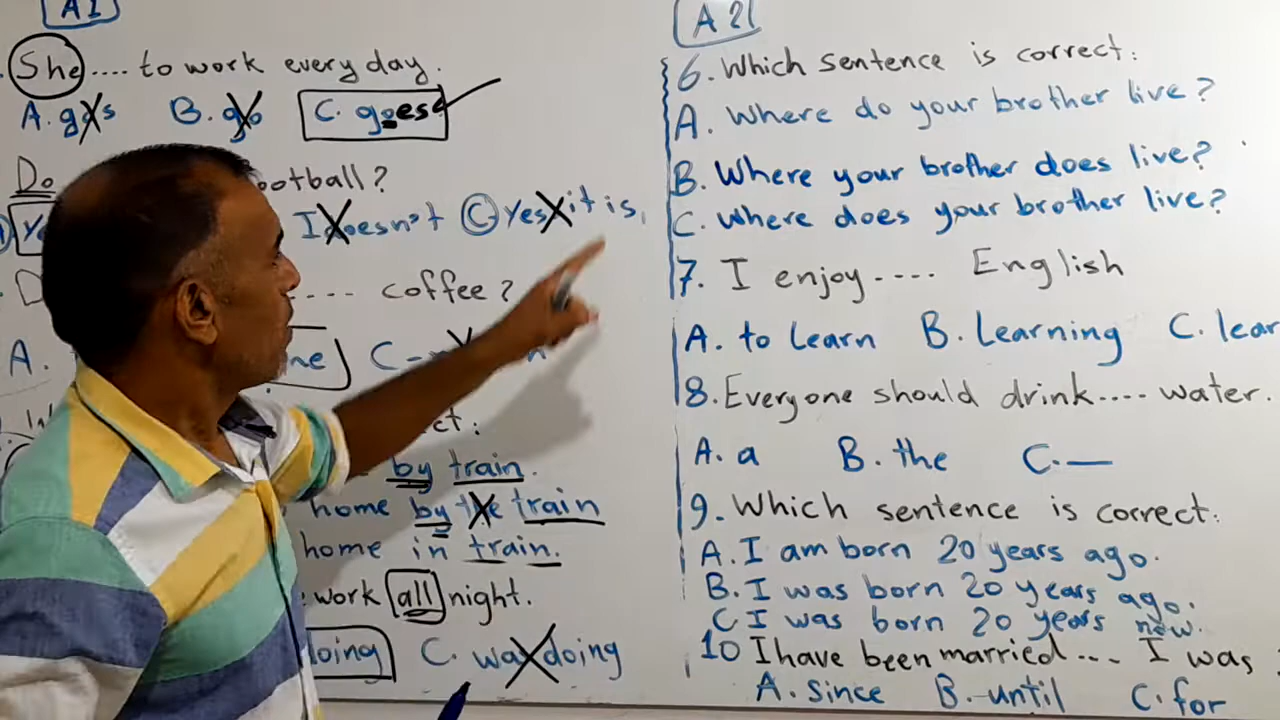 A1
She .... to work every day.
A. go's B. go C. goes
Do ootball?
I doesn't C Yes it is.
D .... coffee?
A. ne C
ct:
by train.
home by the train
home in train.
work all night.
doing C. was doing
A2
6. Which sentence is correct:
A. Where do your brother live?
B. Where your brother does live?
C. Where does your brother live?
7. I enjoy .... English
A. to Learn B. Learning C. lear
8. Everyone should drink .... water.
A. a B. the C. —
9. Which sentence is correct:
A. I am born 20 years ago.
B. I was born 20 years ago.
C I was born 20 years now.
10 I have been married .... I was
A. since B. until C. for